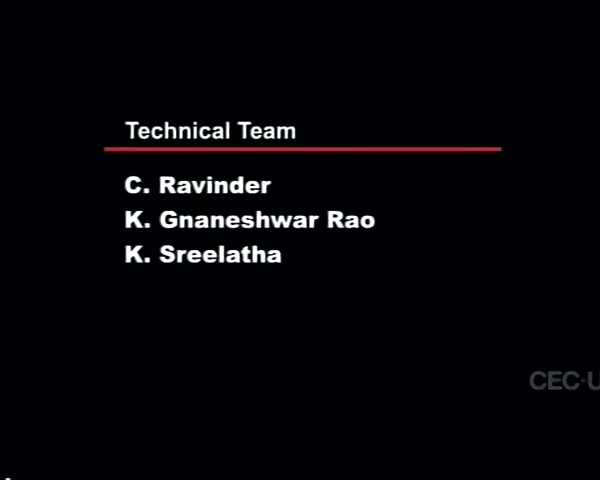 Technical Team
C. Ravinder
K. Gnaneshwar Rao
K. Sreelatha
CEC-U